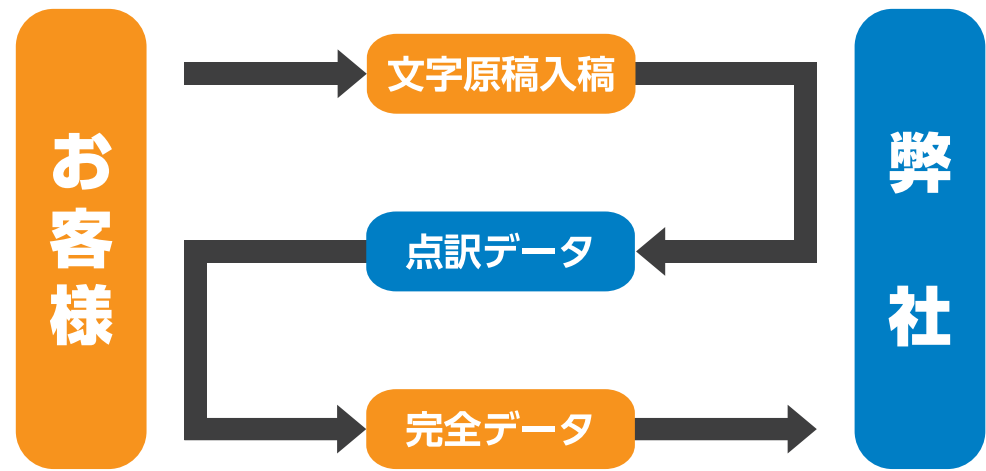 お客様
文字原稿入稿
点訳データ
完全データ
弊社